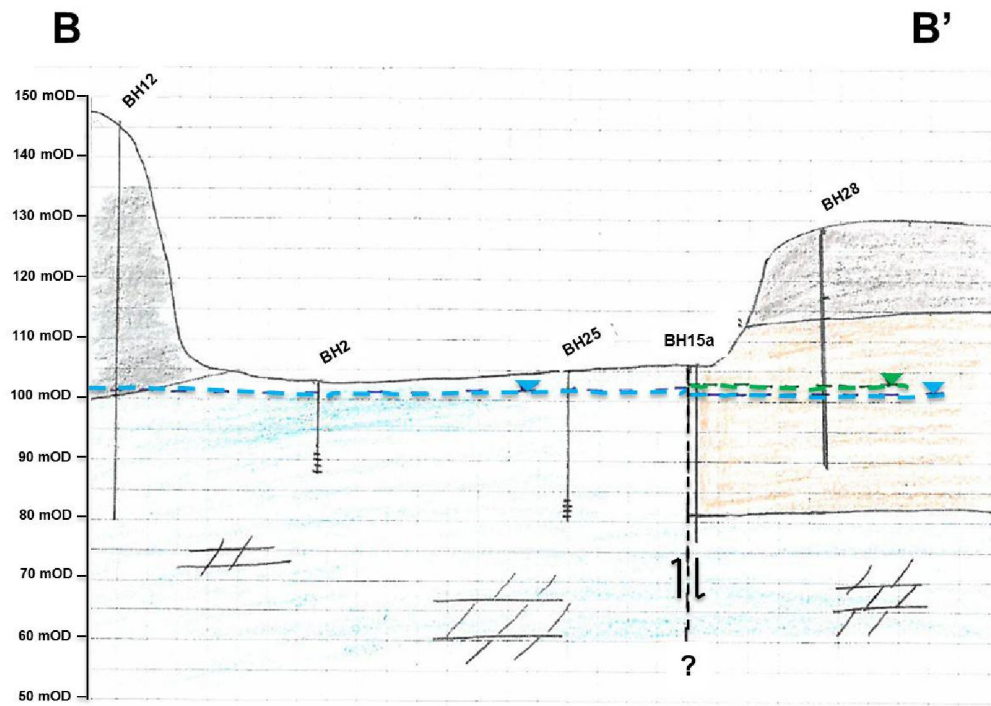 B B’
150 mOD
BH12
140 mOD
130 mOD
BH28
120 mOD
110 mOD
BH2
BH25
BH15a
100 mOD
90 mOD
80 mOD
70 mOD
60 mOD
?
50 mOD